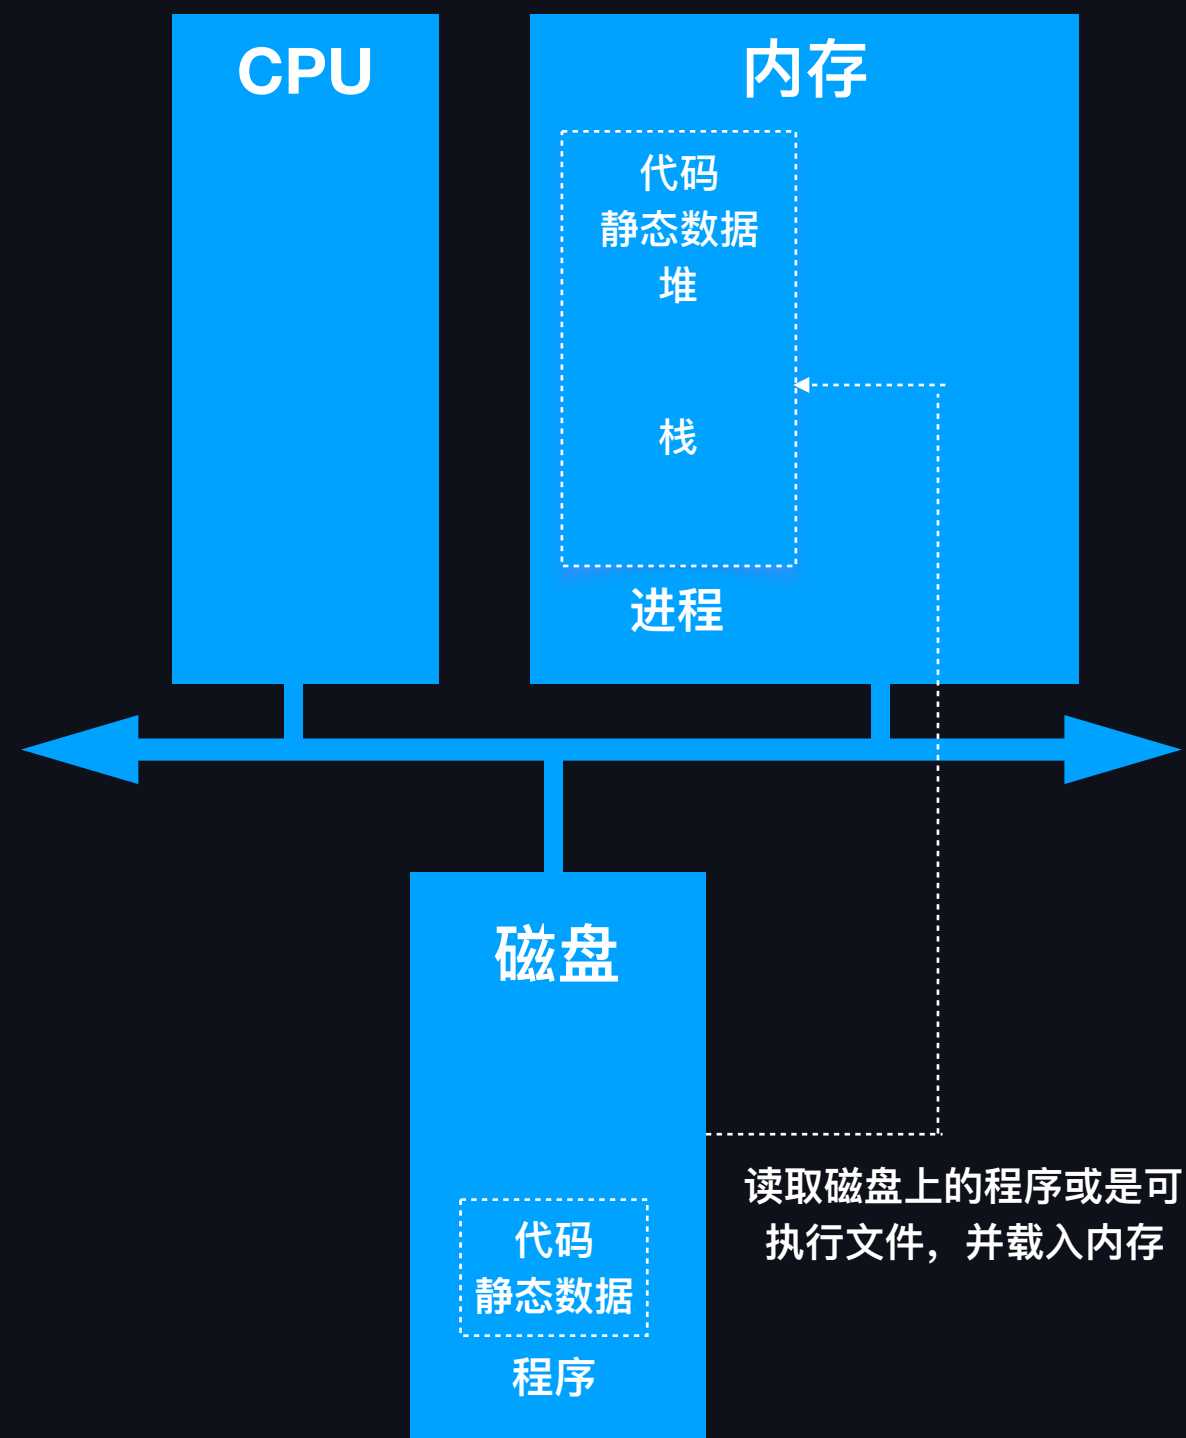 CPU
内存
代码
静态数据
堆
栈
进程
磁盘
读取磁盘上的程序或是可
执行文件，并载入内存
代码
静态数据
程序